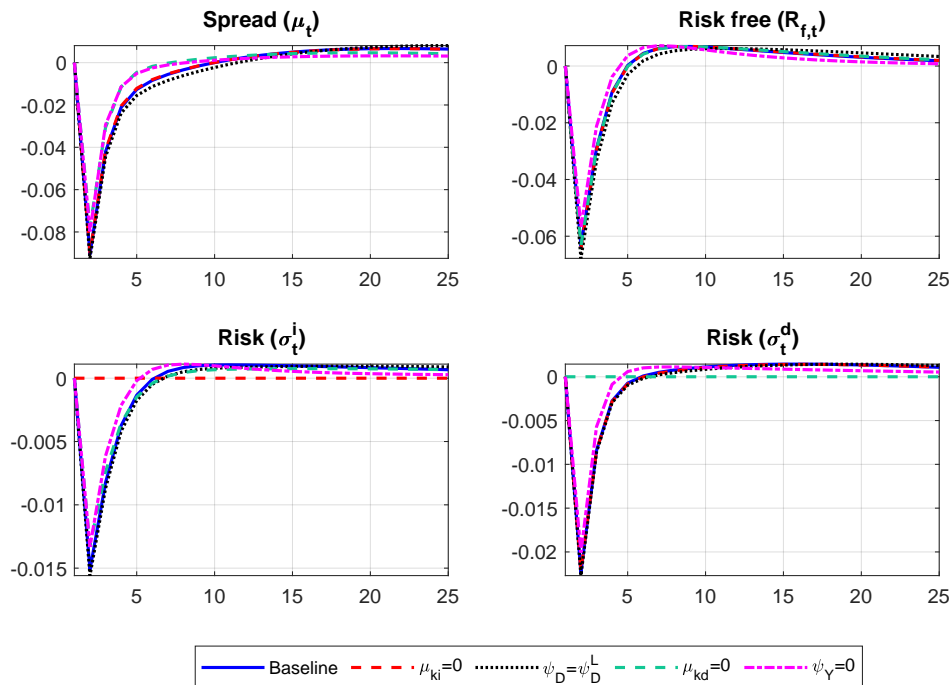 Spread (μt)
0
-0.02
-0.04
-0.06
-0.08
5 10 15 20 25
Risk free (Rf,t)
0
-0.02
-0.04
-0.06
5 10 15 20 25
Risk (σti)
0
-0.005
-0.01
-0.015
5 10 15 20 25
Risk (σtd)
0
-0.005
-0.01
-0.015
-0.02
5 10 15 20 25
Baseline μki=0 ψD=ψDL μkd=0 ψY=0